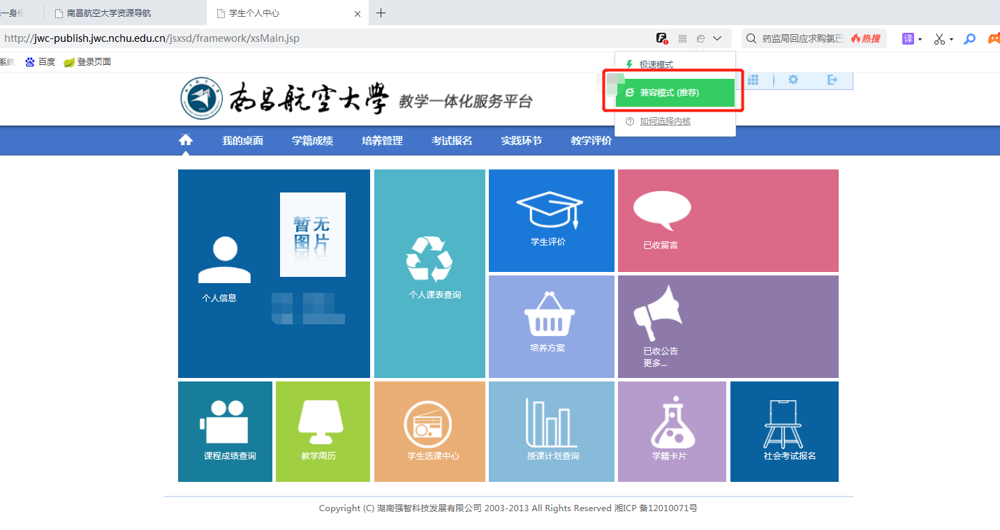 南昌航空大学资源导航
学生个人中心
http://jwc-publish.jwc.nchu.edu.cn/jsxsd/framework/xsMain.jsp
药监局回应求购氯巴
热搜
译
系统
百度
登录页面
极速模式
兼容模式 (推荐)
如何选择内核
南昌航空大学
教学一体化服务平台
我的桌面
学籍成绩
培养管理
考试报名
实践环节
教学评价
暂无
图片
个人信息
个人课表查询
学生评价
已收留言
培养方案
已收公告
更多...
课程成绩查询
教学周历
学生选课中心
授课计划查询
学籍卡片
社会考试报名
Copyright (C) 湖南强智科技发展有限公司 2003-2013 All Rights Reserved 湘ICP 备12010071号